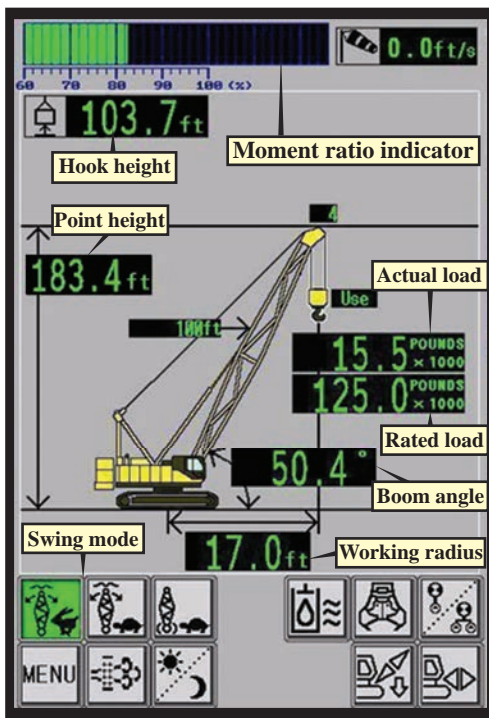 0.0ft/s
60 70 80 90 100 (%)
103.7ft
Moment ratio indicator
Hook height
4
Point height
183.4ft
Actual load
Use
100ft
15.5 POUNDS × 1000
125.0 POUNDS × 1000
Rated load
50.4°
Boom angle
Swing mode
17.0ft
Working radius
MENU